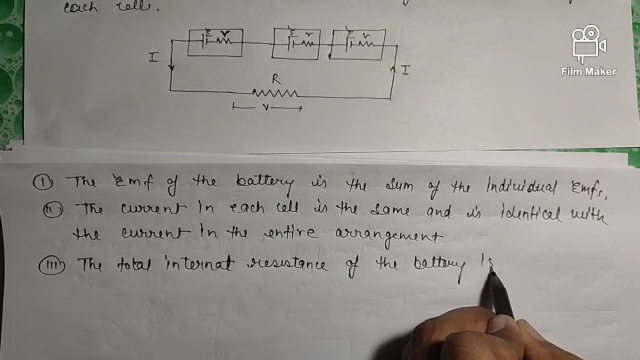 each cell.
ε r ε r ε r
I
I
R
V
Film Maker
(I) The Emf of the battery is the sum of the individual Emfs,
(II) The current in each cell is the same and is identical with
the current in the entire arrangement
(III) The total internal resistance of the battery is